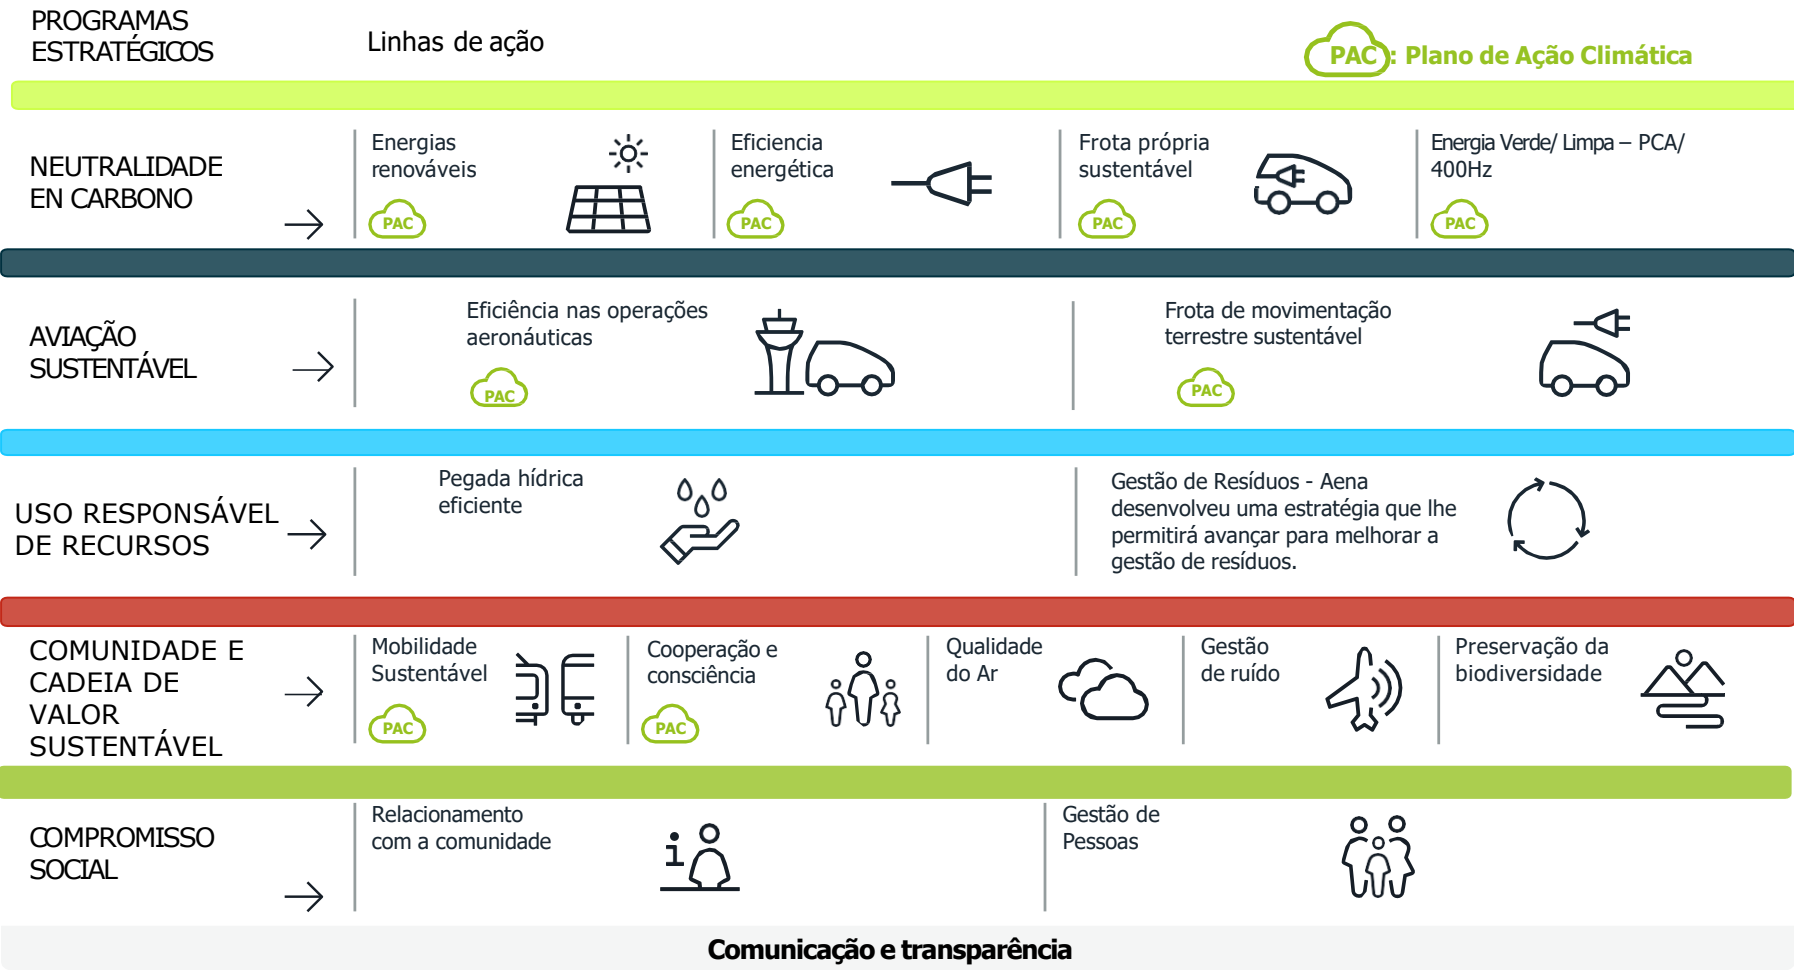 PROGRAMAS
ESTRATÉGICOS
Linhas de ação
PAC : Plano de Ação Climática
NEUTRALIDADE
EN CARBONO
Energias
renováveis
PAC
Eficiencia
energética
PAC
Frota própria
sustentável
PAC
Energia Verde/ Limpa – PCA/
400Hz
PAC
AVIAÇÃO
SUSTENTÁVEL
Eficiência nas operações
aeronáuticas
PAC
Frota de movimentação
terrestre sustentável
PAC
USO RESPONSÁVEL
DE RECURSOS
Pegada hídrica
eficiente
Gestão de Resíduos - Aena
desenvolveu uma estratégia que lhe
permitirá avançar para melhorar a
gestão de resíduos.
COMUNIDADE E
CADEIA DE
VALOR
SUSTENTÁVEL
Mobilidade
Sustentável
PAC
Cooperação e
consciência
PAC
Qualidade
do Ar
Gestão
de ruído
Preservação da
biodiversidade
COMPROMISSO
SOCIAL
Relacionamento
com a comunidade
i
Gestão de
Pessoas
Comunicação e transparência